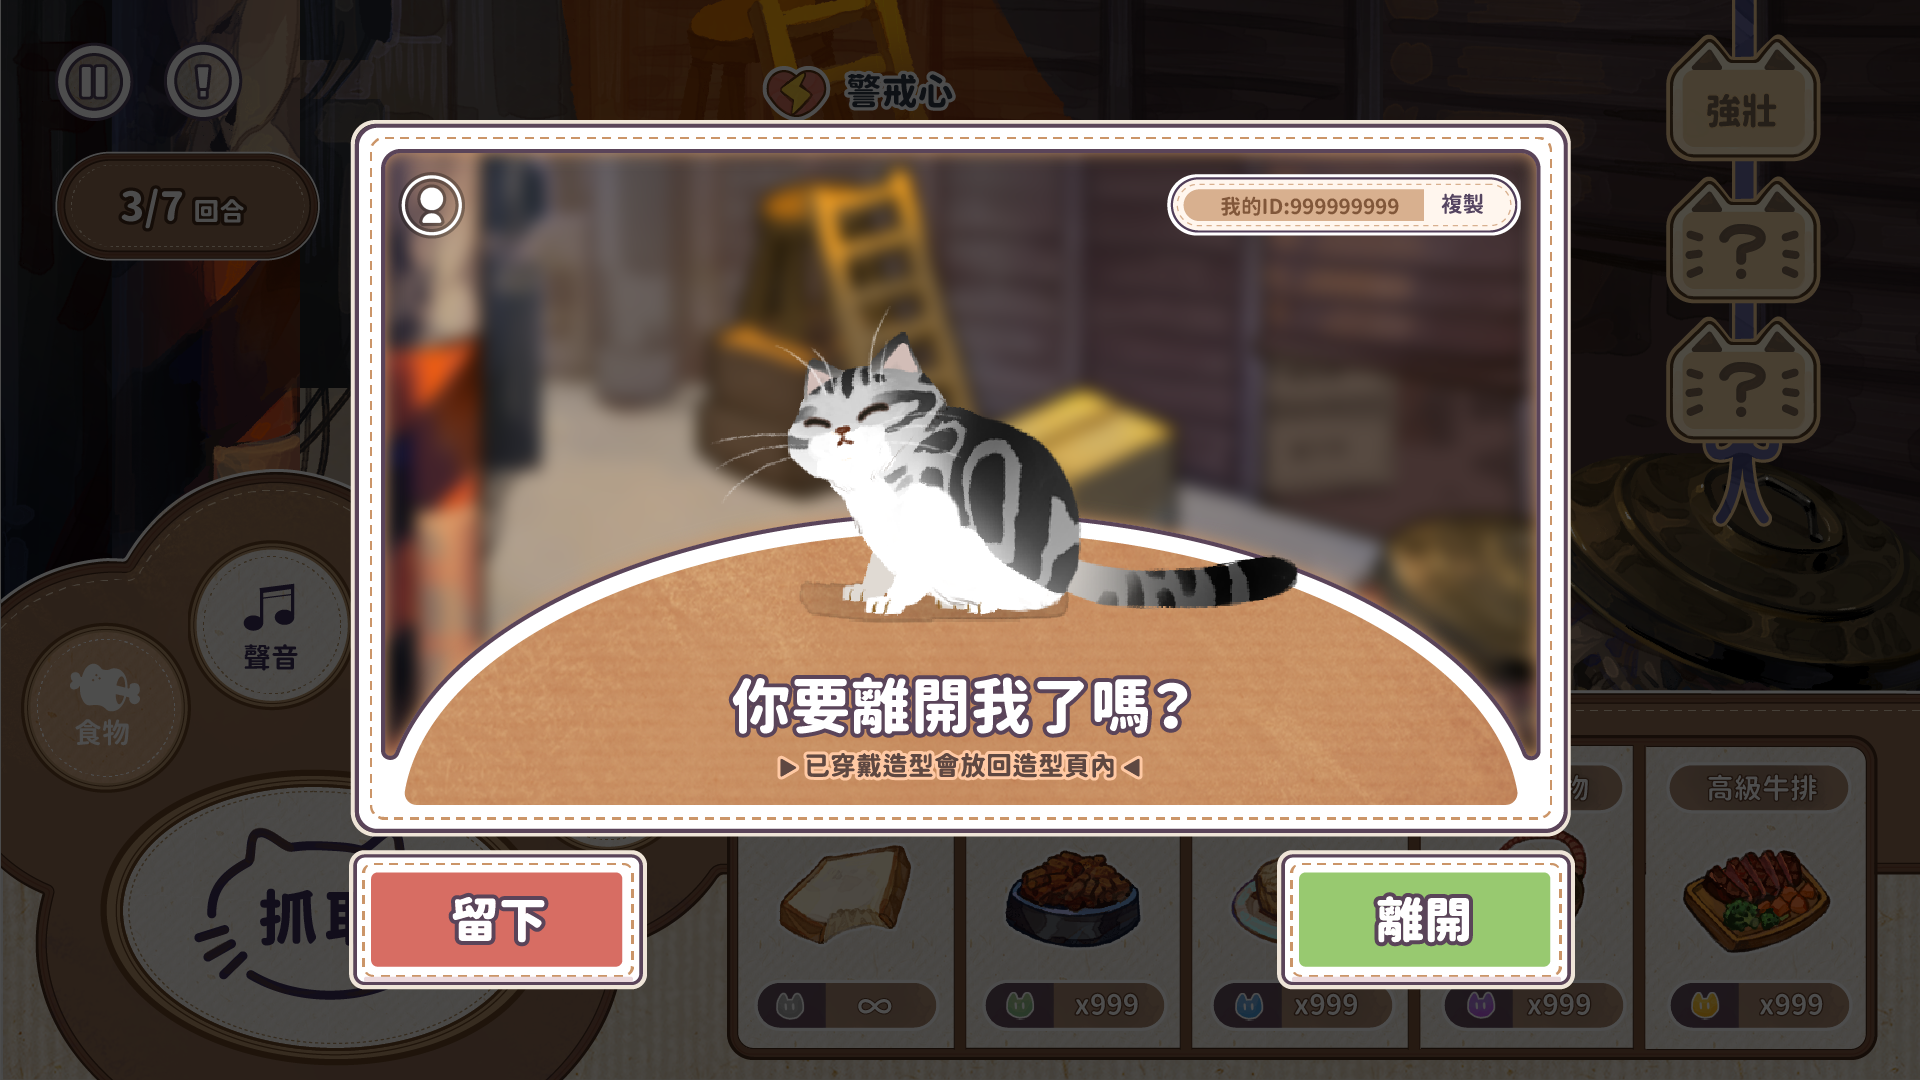 警戒心
強壯
3/7 回合
?
?
我的ID:999999999 複製
聲音
食物
你要離開我了嗎?
▶已穿戴造型會放回造型頁內◀
物
高級牛排
抓
留下
離開
∞
x999
x999
x999
x999